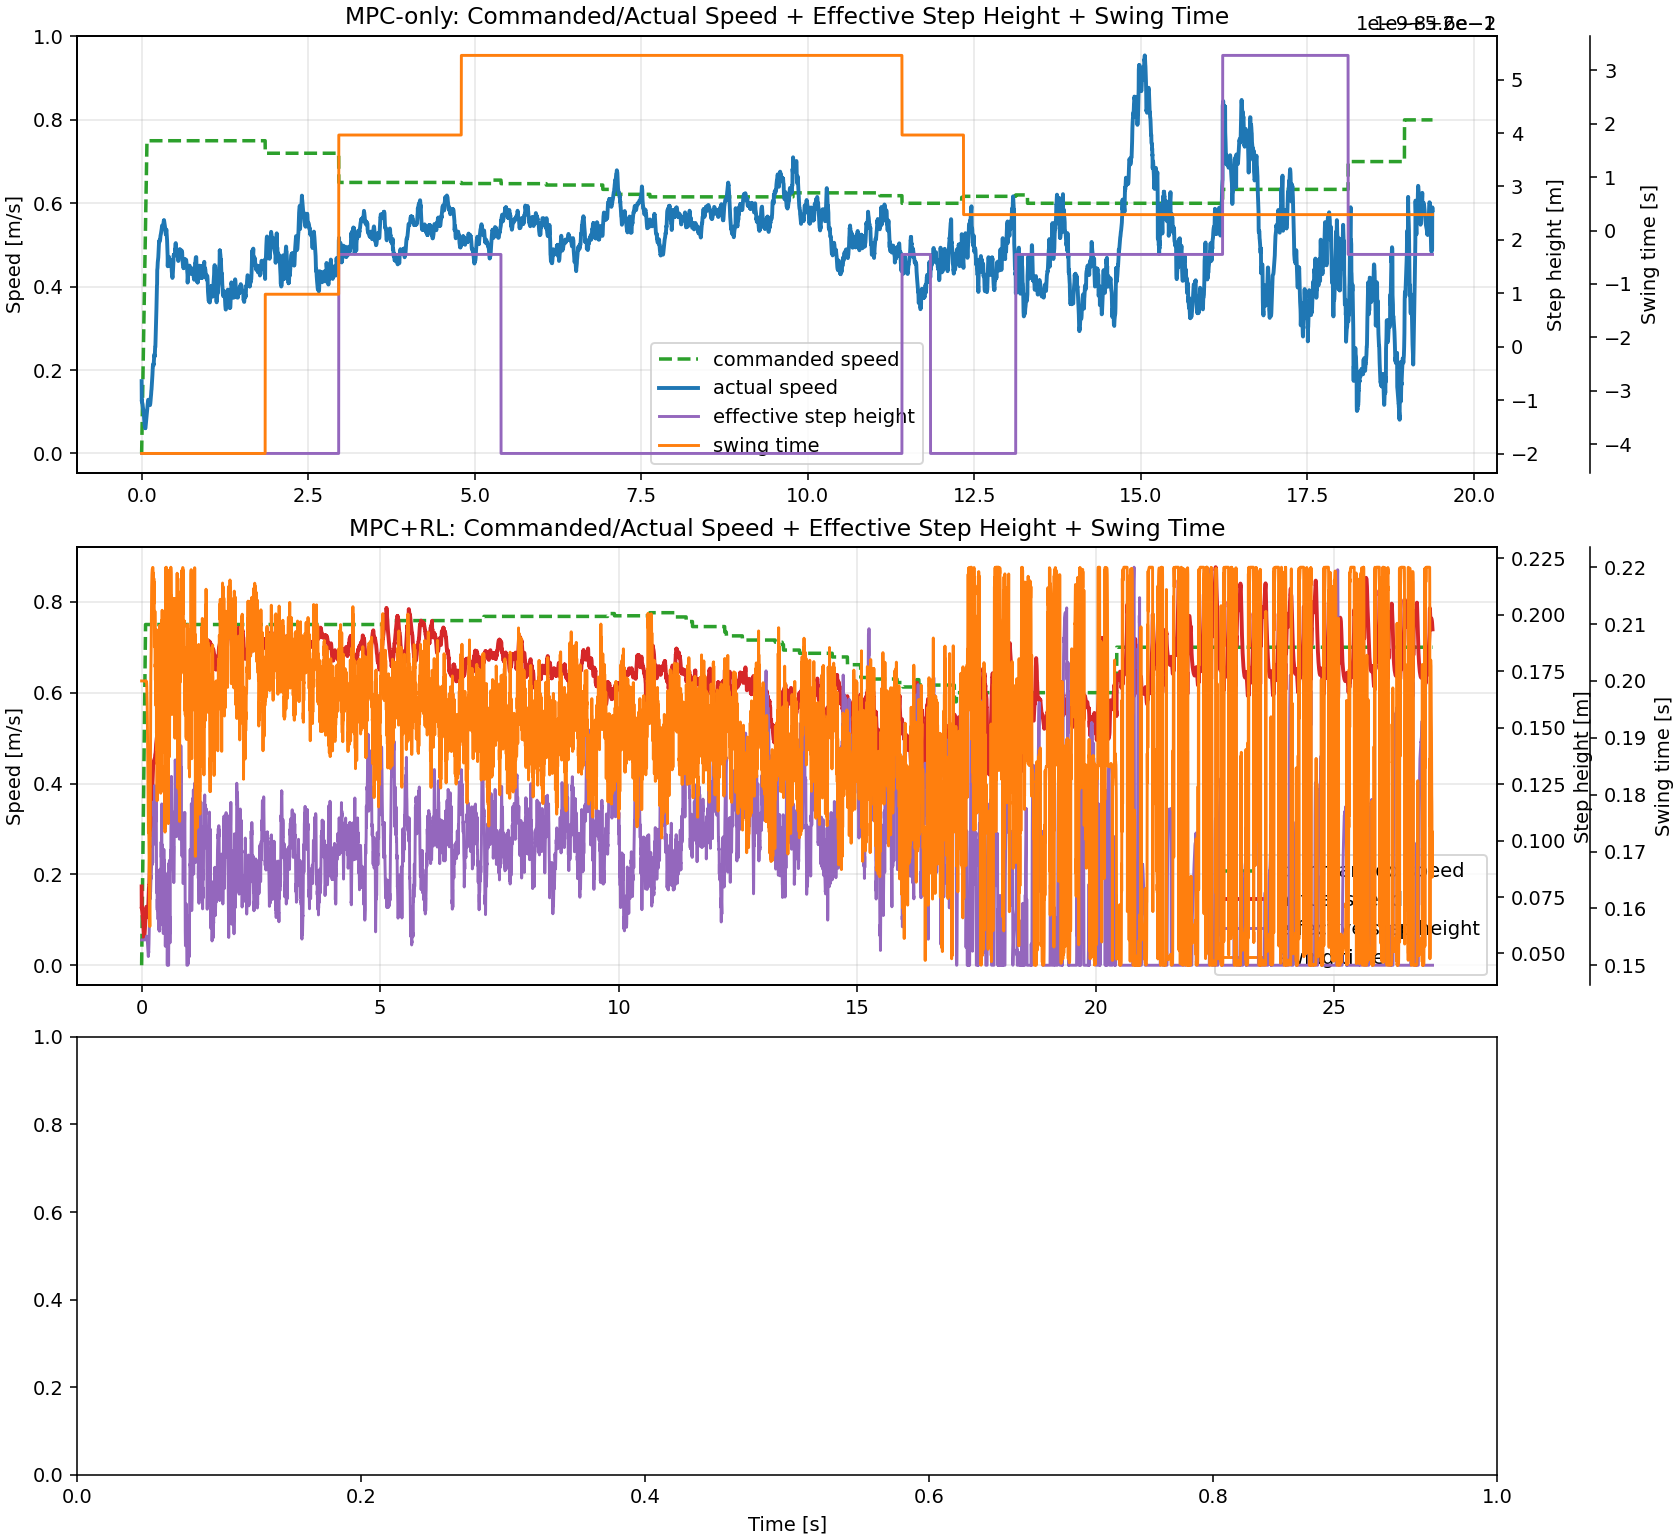 MPC-only: Commanded/Actual Speed + Effective Step Height + Swing Time
1.0
0.8
0.6
0.4
0.2
0.0
Speed [m/s]
0.0 2.5 5.0 7.5 10.0 12.5 15.0 17.5 20.0
5
4
3
2
1
0
−1
−2
Step height [m]
3
2
1
0
−1
−2
−3
−4
Swing time [s]
commanded speed
actual speed
effective step height
swing time
MPC+RL: Commanded/Actual Speed + Effective Step Height + Swing Time
0.8
0.6
0.4
0.2
0.0
Speed [m/s]
0 5 10 15 20 25
0.225
0.200
0.175
0.150
0.125
0.100
0.075
0.050
Step height [m]
0.22
0.21
0.20
0.19
0.18
0.17
0.16
0.15
Swing time [s]
height
1.0
0.8
0.6
0.4
0.2
0.0
0.0 0.2 0.4 0.6 0.8 1.0
Time [s]